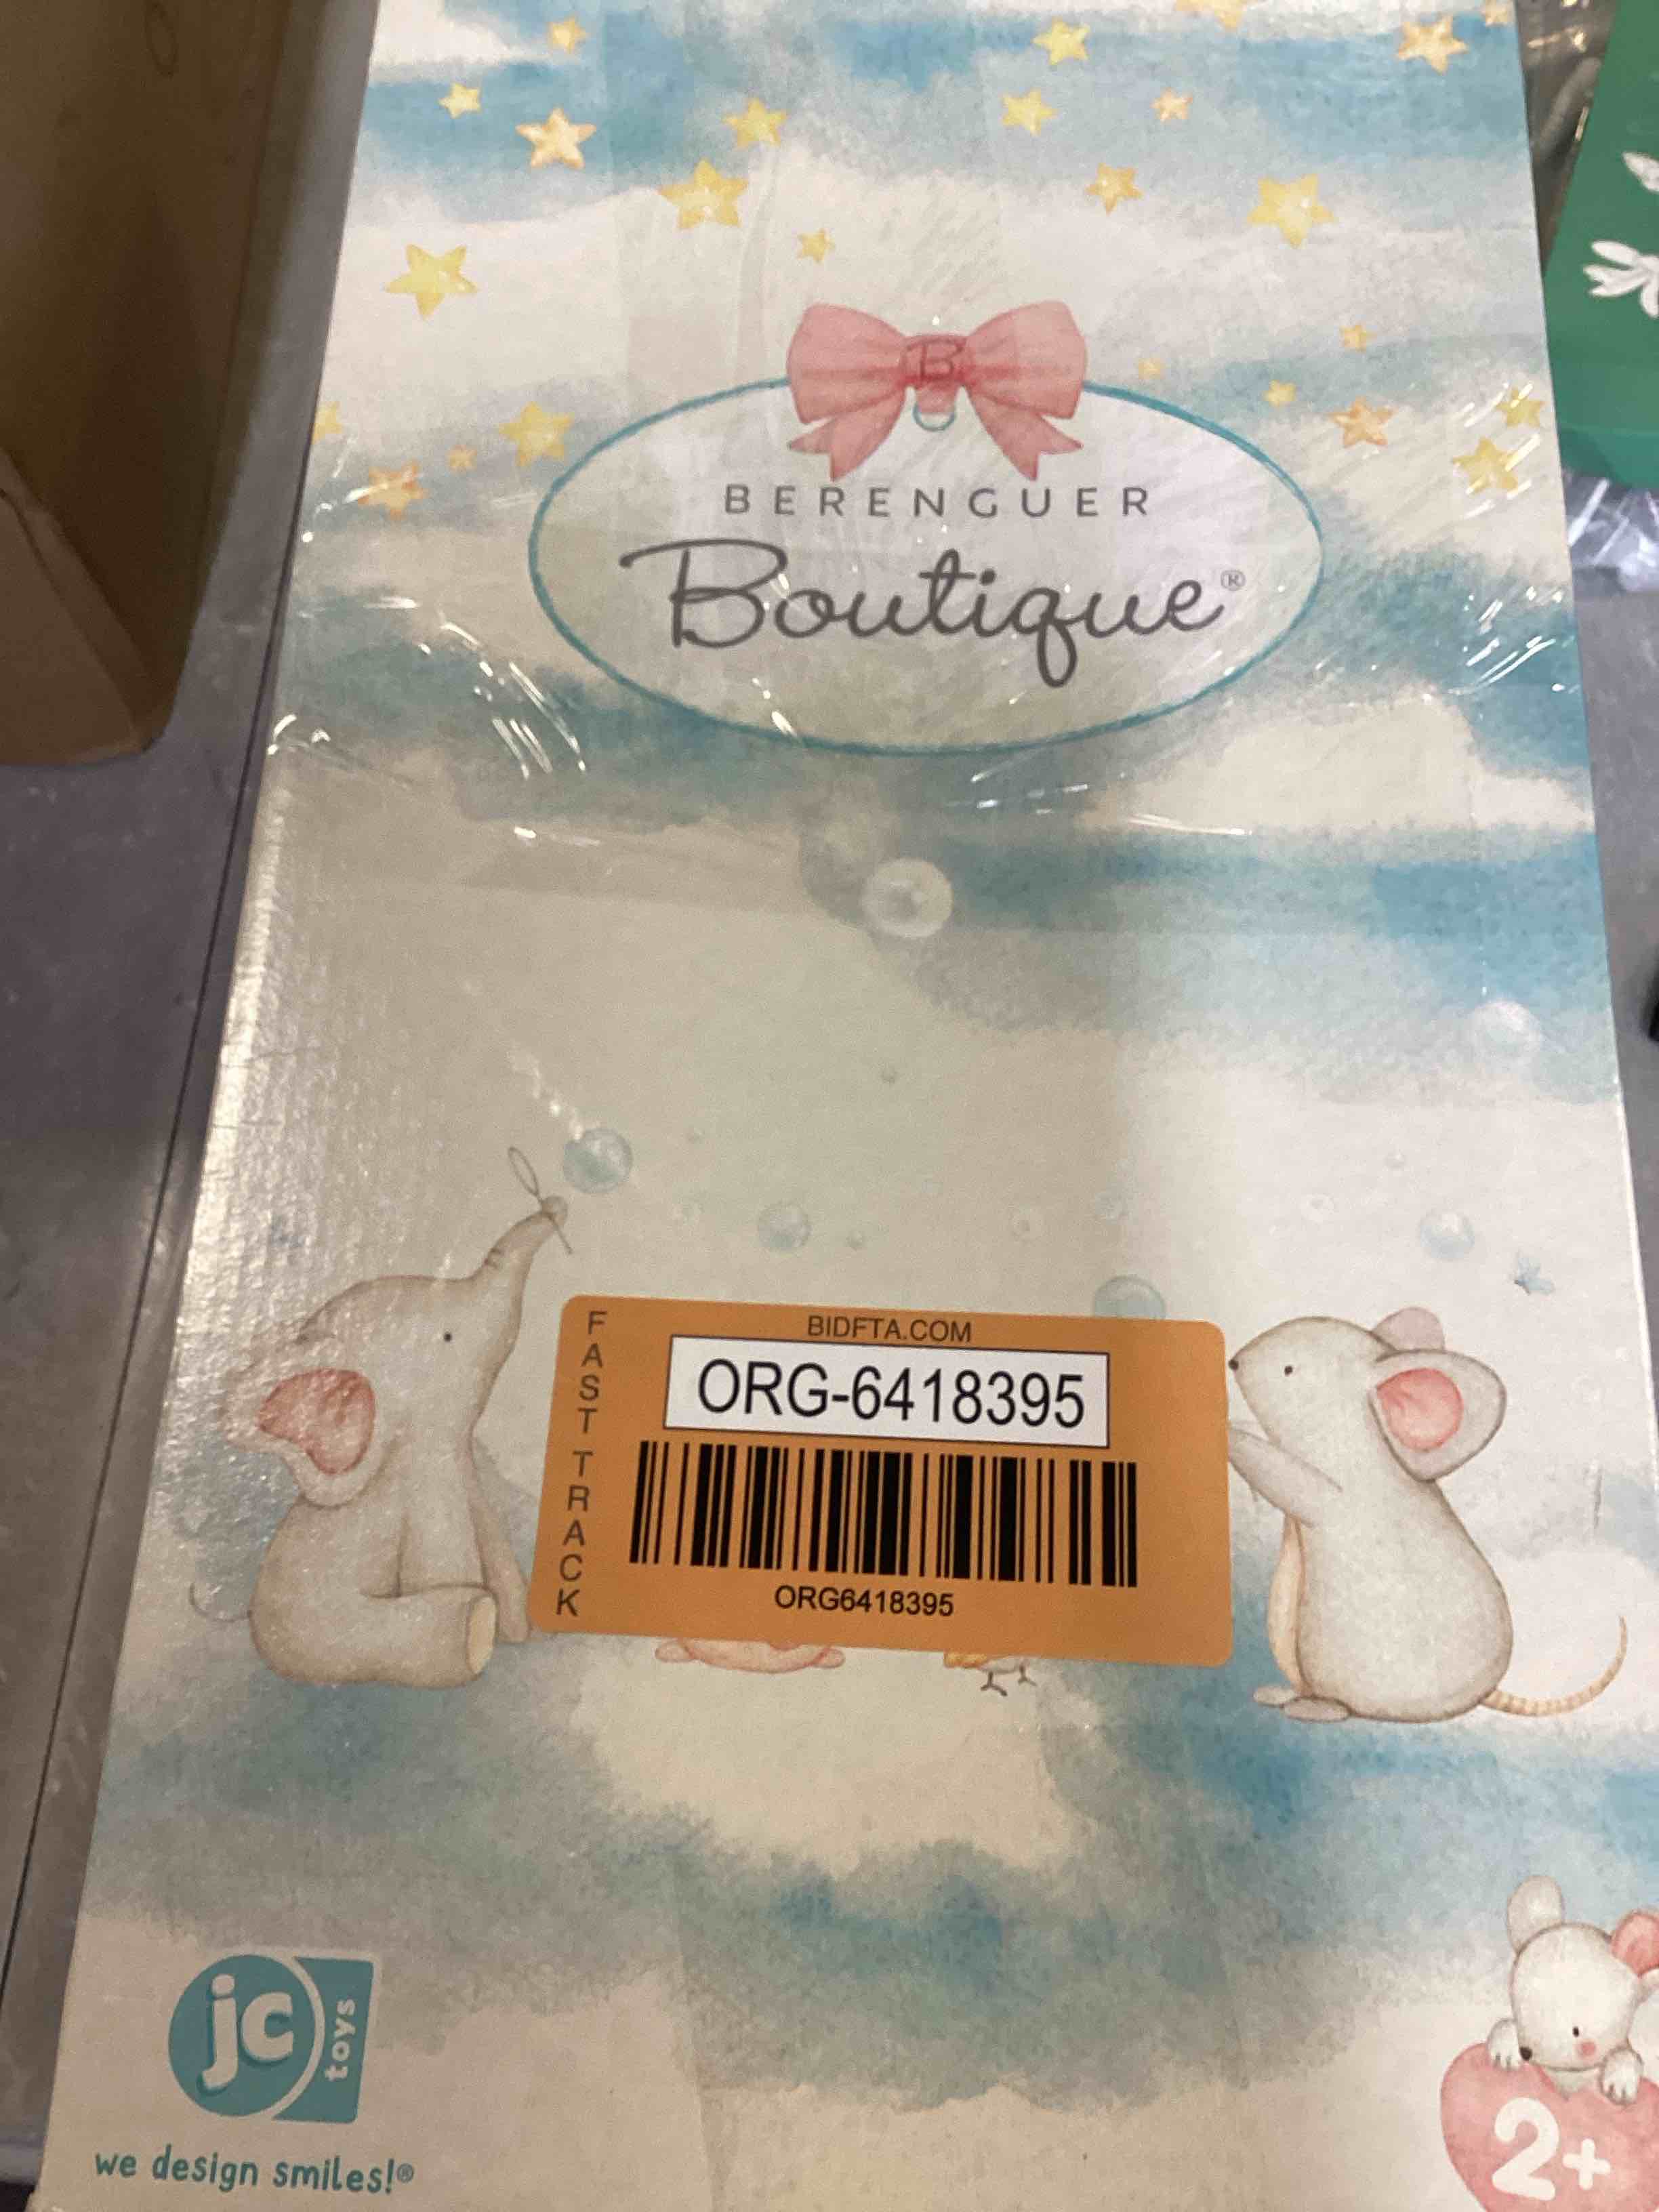 B
BERENGUER
Boutique®
FAST TRACK
BIDFTA.COM
ORG-6418395
ORG6418395
jc toys
we design smiles!®
2+